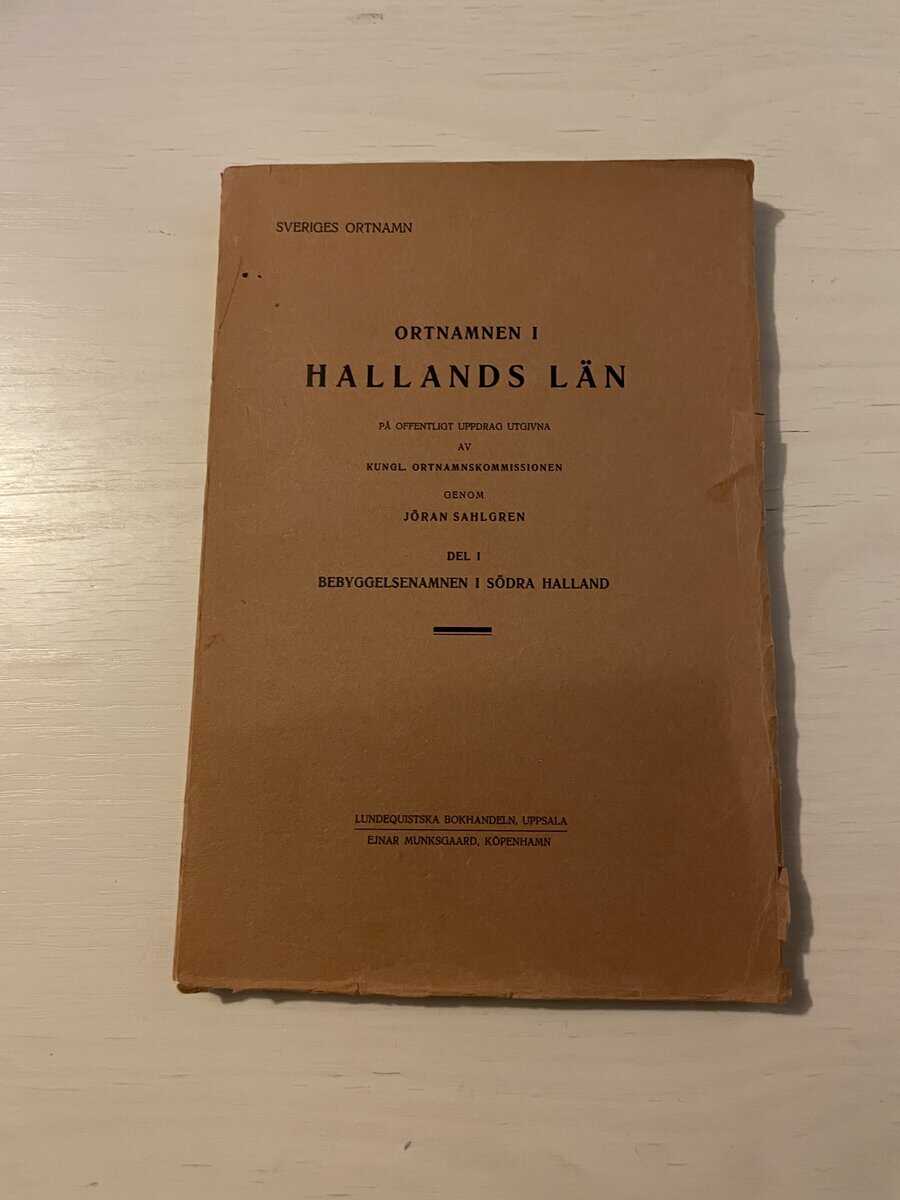 SVERIGES ORTNAMN
ORTNAMNEN I
HALLANDS LÄN
PÅ OFFENTLIGT UPPDRAG UTGIVNA
AV
KUNGL. ORTNAMNSKOMMISSIONEN
GENOM
JÖRAN SAHLGREN
DEL I
BEBYGGELSENAMNEN I SÖDRA HALLAND
LUNDEQUISTSKA BOKHANDELN, UPPSALA
EJNAR MUNKSGAARD, KÖPENHAMN